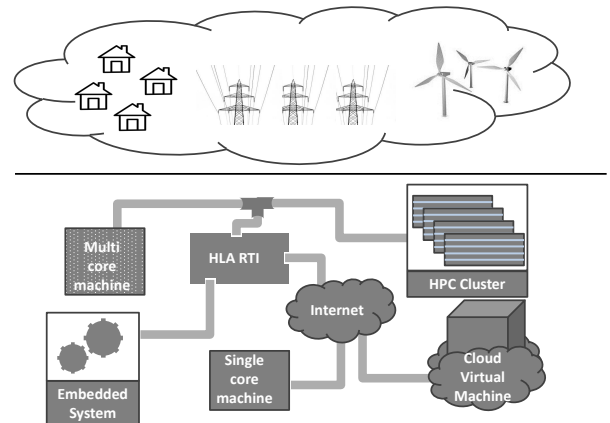 Multi
core
machine
HLA RTI
HPC Cluster
Internet
Embedded
System
Single
core
machine
Cloud
Virtual
Machine